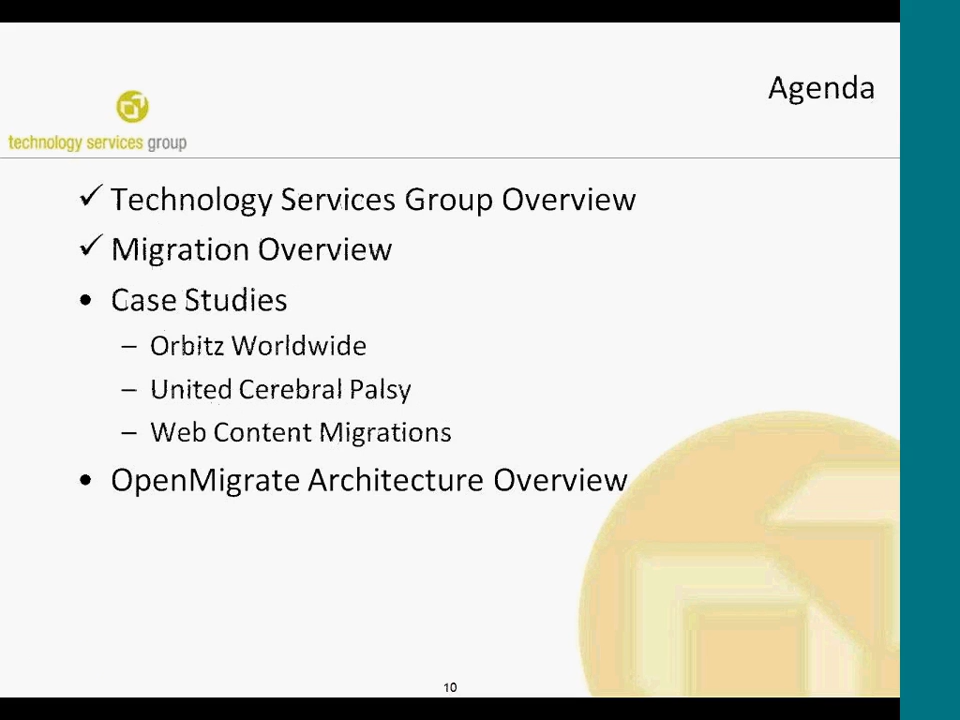 Agenda
technology services group
✓ Technology Services Group Overview
✓ Migration Overview
• Case Studies
– Orbitz Worldwide
– United Cerebral Palsy
– Web Content Migrations
• OpenMigrate Architecture Overview
10